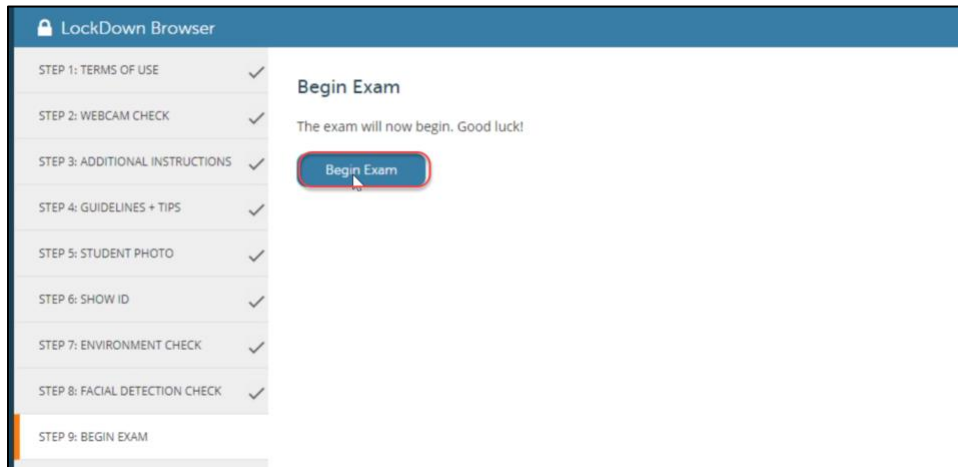 LockDown Browser
STEP 1: TERMS OF USE
STEP 2: WEBCAM CHECK
STEP 3: ADDITIONAL INSTRUCTIONS
STEP 4: GUIDELINES + TIPS
STEP 5: STUDENT PHOTO
STEP 6: SHOW ID
STEP 7: ENVIRONMENT CHECK
STEP 8: FACIAL DETECTION CHECK
STEP 9: BEGIN EXAM
Begin Exam
The exam will now begin. Good luck!
Begin Exam